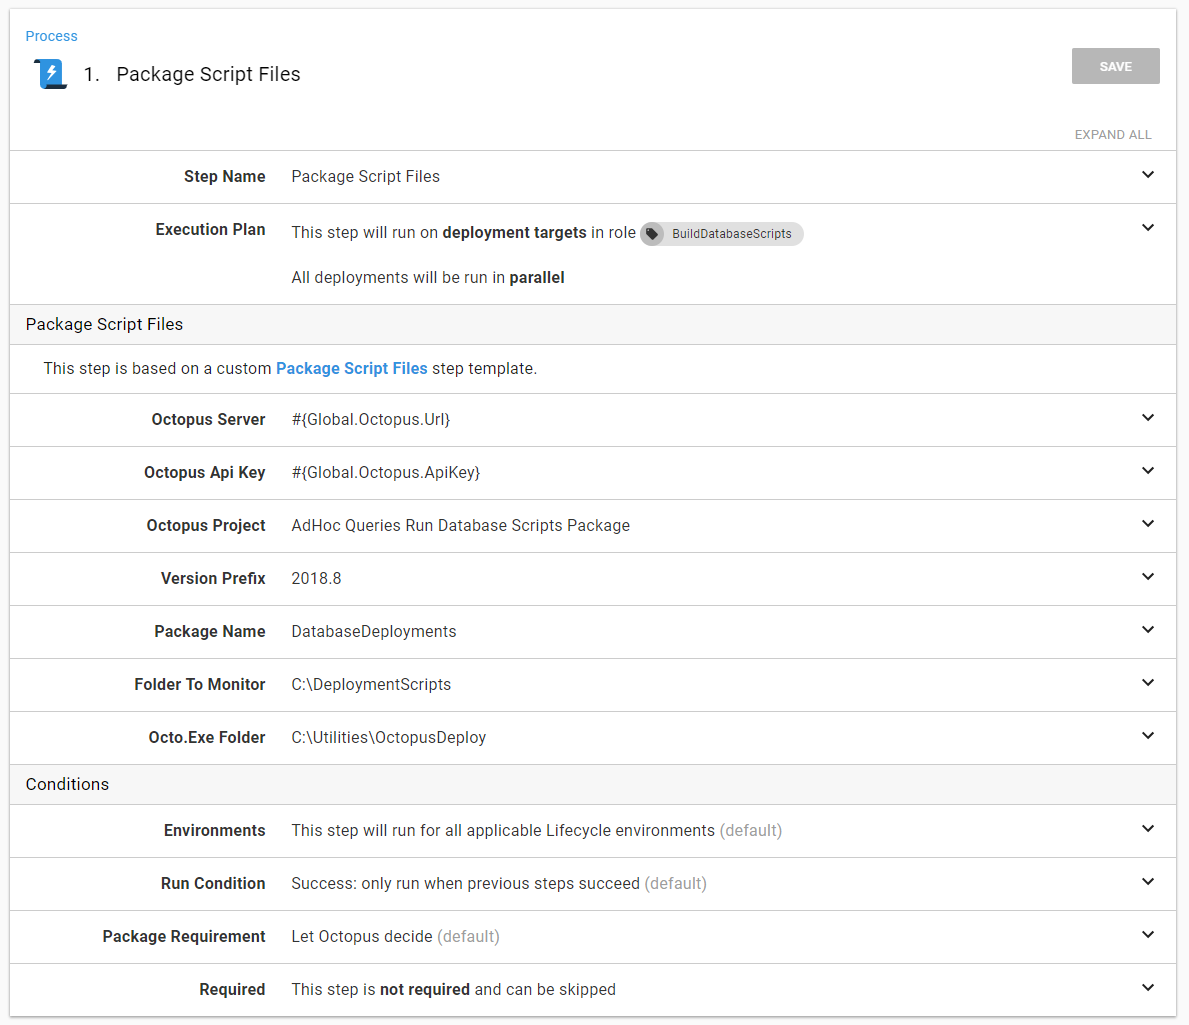 Process
1. Package Script Files
SAVE
EXPAND ALL
Step Name Package Script Files
Execution Plan This step will run on deployment targets in role BuildDatabaseScripts
All deployments will be run in parallel
Package Script Files
This step is based on a custom Package Script Files step template.
Octopus Server #{Global.Octopus.Url}
Octopus Api Key #{Global.Octopus.ApiKey}
Octopus Project AdHoc Queries Run Database Scripts Package
Version Prefix 2018.8
Package Name DatabaseDeployments
Folder To Monitor C:\DeploymentScripts
Octo.Exe Folder C:\Utilities\OctopusDeploy
Conditions
Environments This step will run for all applicable Lifecycle environments (default)
Run Condition Success: only run when previous steps succeed (default)
Package Requirement Let Octopus decide (default)
Required This step is not required and can be skipped